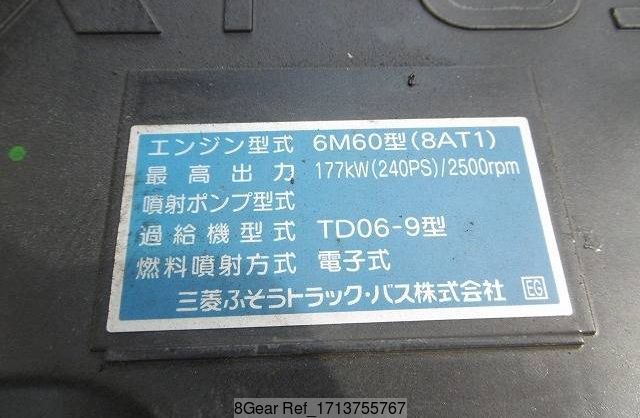 エンジン型式 6M60型(8AT1)
最高出力 177kW(240PS)/2500rpm
噴射ポンプ型式
過給機型式 TD06-9型
燃料噴射方式 電子式
三菱ふそうトラック・バス株式会社 EG
8Gear Ref_1713755767